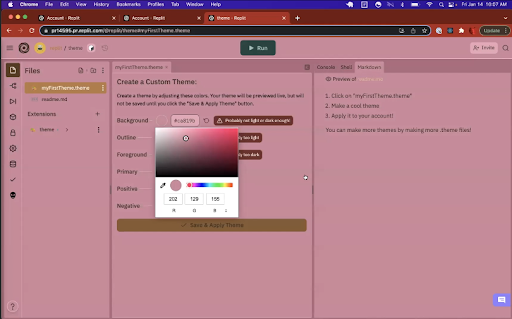 Chrome File Edit View History Bookmarks Profiles Tab Window Help
Fri Jan 14 10:07 AM
Account - Replit
Account - Replit
theme - Replit
pr14595.pr.replit.com/@replit/theme#myFirstTheme.theme
Update
/ theme
Run
Invite
Files
myFirstTheme.theme
readme.md
Extensions
theme
myFirstTheme.theme
Create a Custom Theme:
Create a theme by adjusting these colors. Your theme will be previewed live, but will
not be saved until you click the "Save & Apply Theme" button.
Background
#ca819b
Probably not light or dark enough!
Outline
ly too light
Foreground
ly too dark
Primary
Positive
Negative
202 129 155
R G B
Save & Apply Theme
Console Shell Markdown
Preview of readme.md
1. Click on "myFirstTheme.theme"
2. Make a cool theme
3. Apply it to your account!
You can make more themes by making more .theme files!